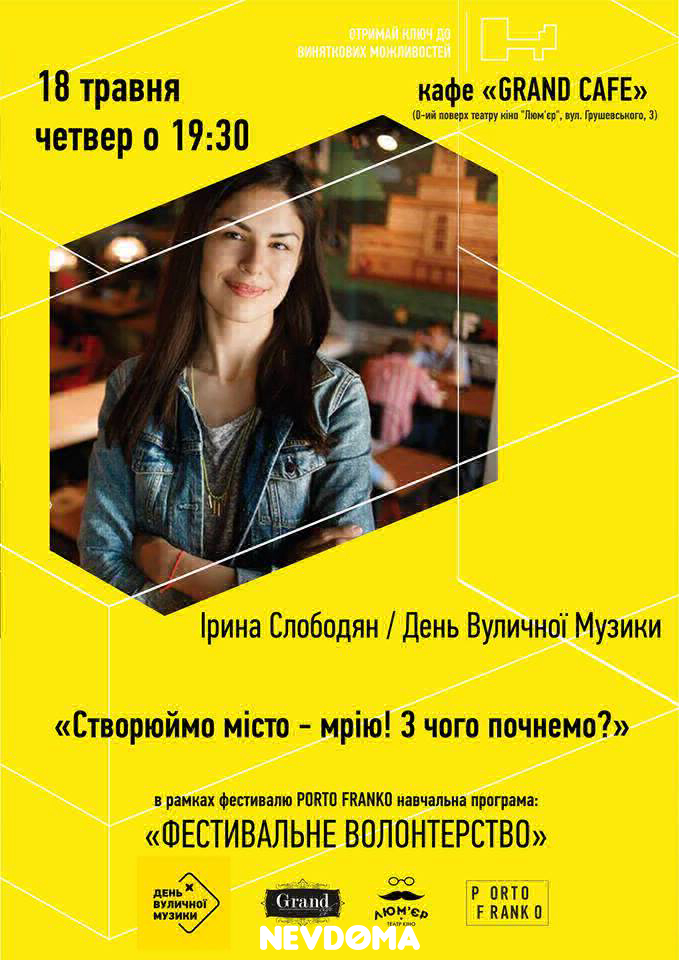 ОТРИМАЙ КЛЮЧ ДО
ВИНЯТКОВИХ МОЖЛИВОСТЕЙ
18 травня
четвер о 19:30
кафе «GRAND CAFE»
(0-ий поверх театру кіно "Люм'єр", вул. Грушевського, 3)
Ірина Слободян / День Вуличної Музики
«Створюймо місто - мрію! З чого почнемо?»
в рамках фестивалю PORTO FRANKO навчальна програма:
«ФЕСТИВАЛЬНЕ ВОЛОНТЕРСТВО»
ДЕНЬ
ВУЛИЧНОЇ
МУЗИКИ
Grand
ЛЮМ'ЄР
ТЕАТР КІНО
PORTO
FRANKO
NEVDOMA